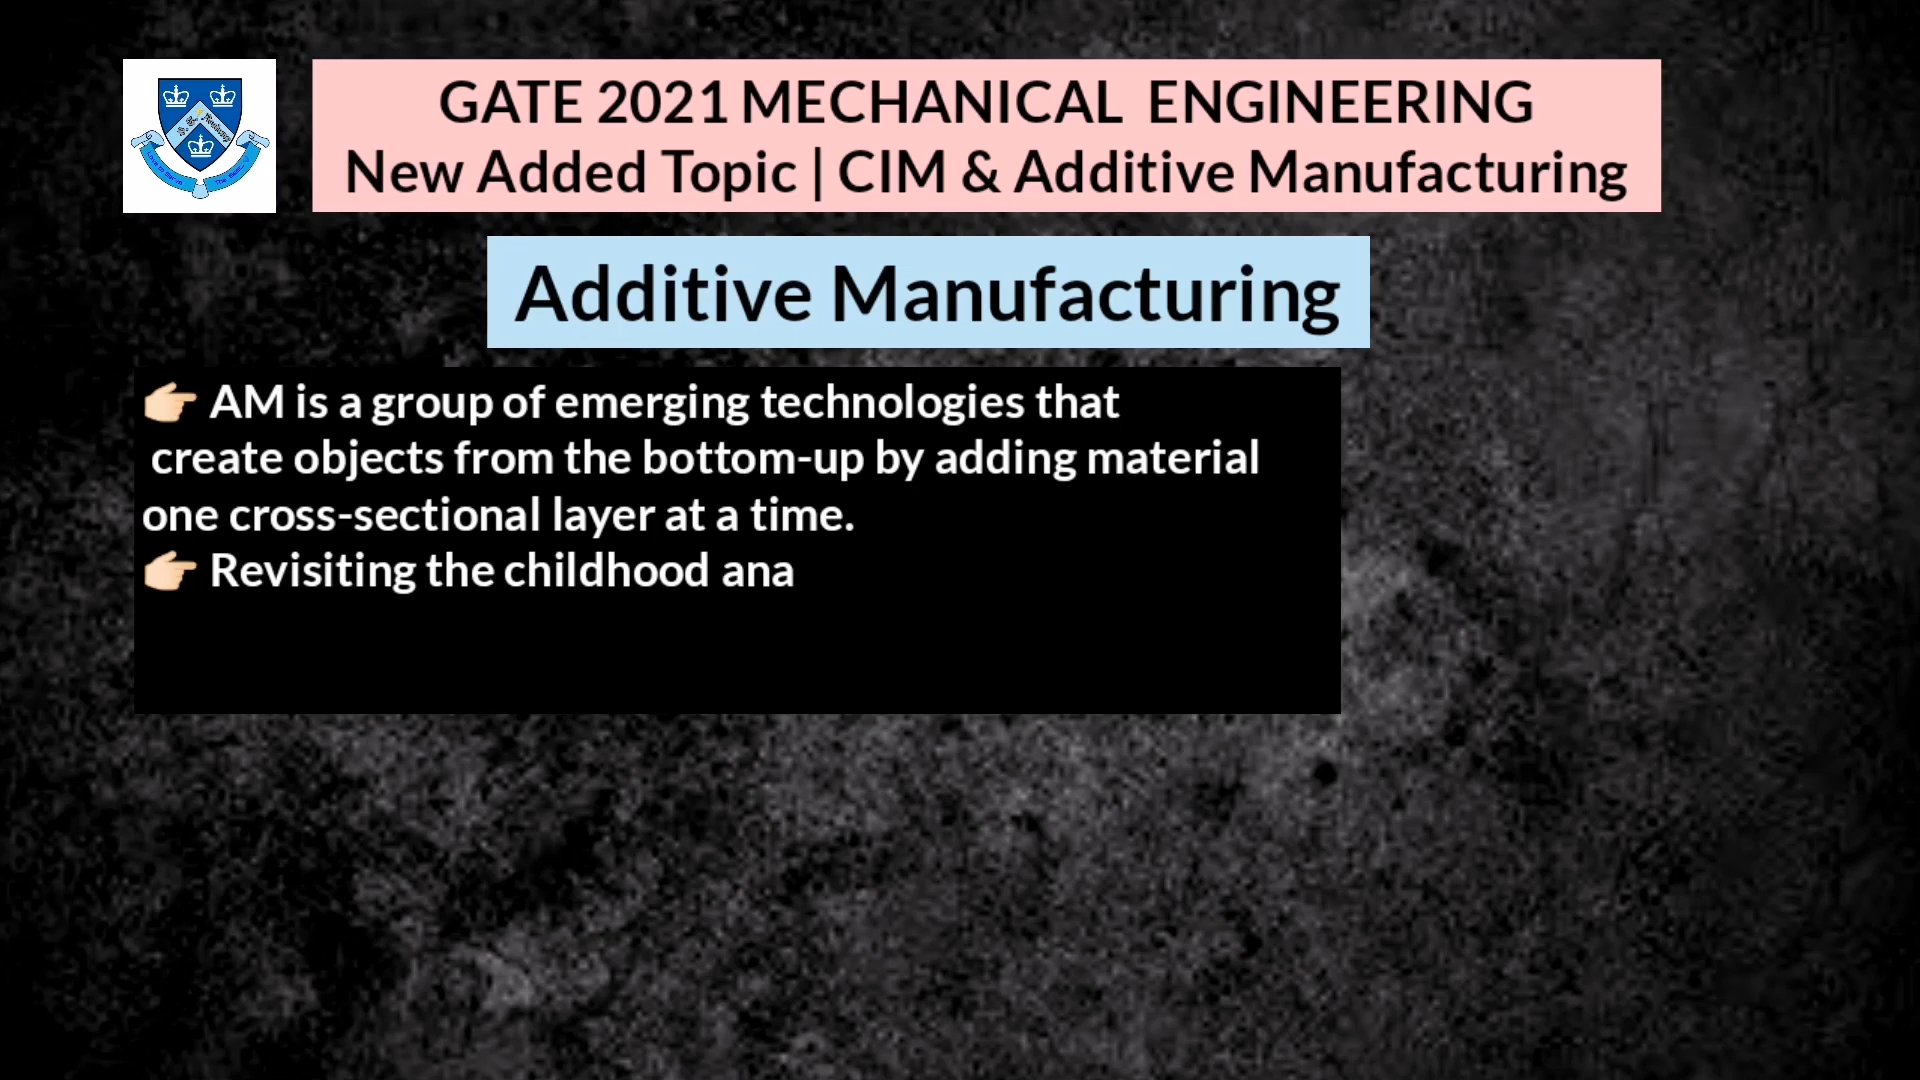 GATE 2021 MECHANICAL ENGINEERING
New Added Topic | CIM & Additive Manufacturing
Additive Manufacturing
👉🏻 AM is a group of emerging technologies that
create objects from the bottom-up by adding material
one cross-sectional layer at a time.
👉🏻 Revisiting the childhood ana